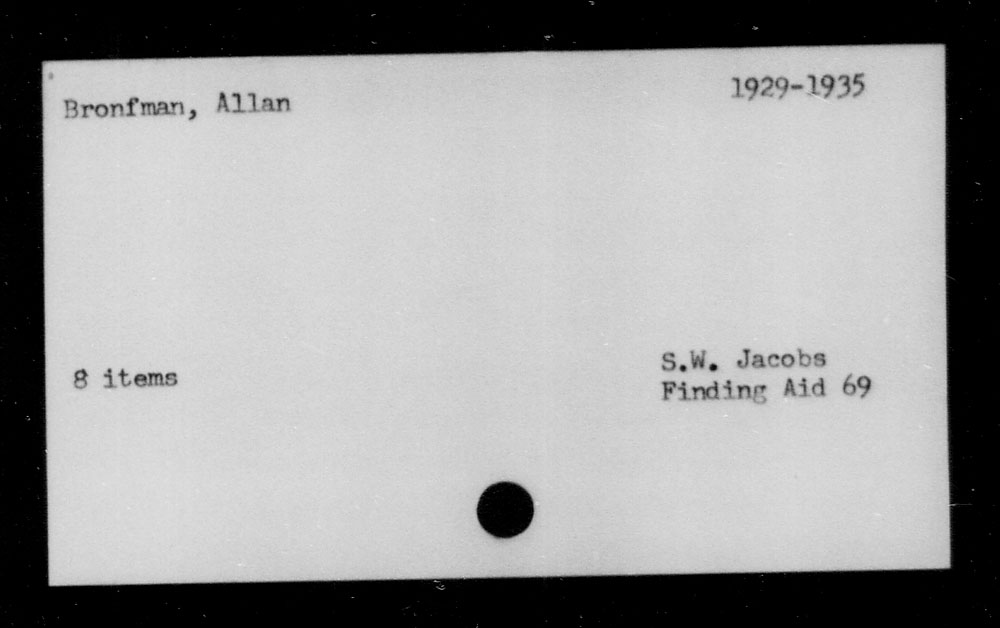 Bronfman, Allan
1929-1935
8 items
S.W. Jacobs
Finding Aid 69